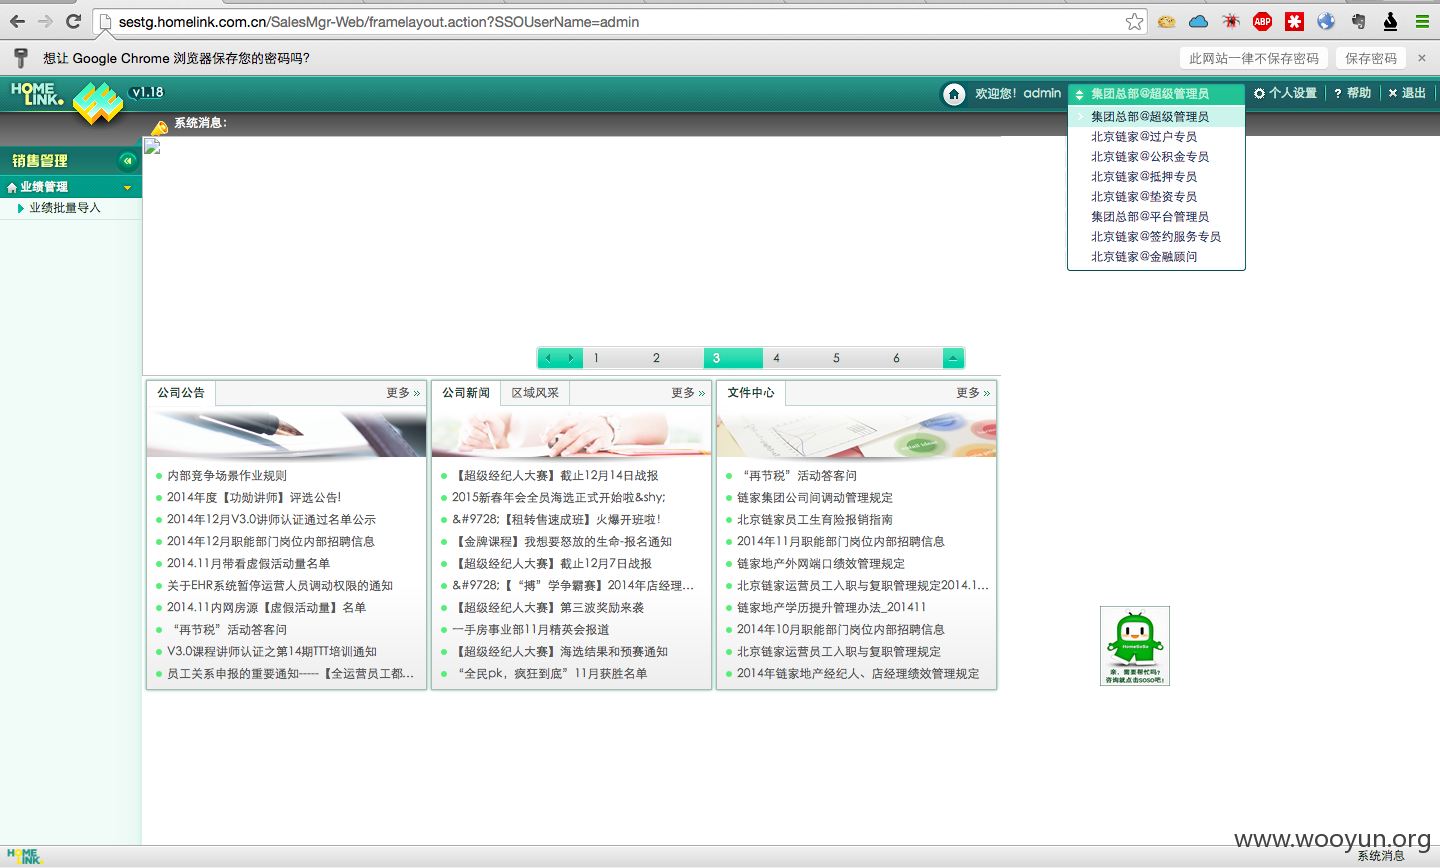 sestg.homelink.com.cn/SalesMgr-Web/framelayout.action?SSOUserName=admin
ABP
想让 Google Chrome 浏览器保存您的密码吗?
此网站一律不保存密码
保存密码
×
HOME LINK. v1.18
欢迎您！admin
集团总部@超级管理员
个人设置
? 帮助
× 退出
集团总部@超级管理员
北京链家@过户专员
北京链家@公积金专员
北京链家@抵押专员
北京链家@垫资专员
集团总部@平台管理员
北京链家@签约服务专员
北京链家@金融顾问
系统消息：
销售管理
业绩管理
业绩批量导入
1 2 3 4 5 6
公司公告 更多 »
内部竞争场景作业规则
2014年度【功勋讲师】评选公告!
2014年12月V3.0讲师认证通过名单公示
2014年12月职能部门岗位内部招聘信息
2014.11月带看虚假活动量名单
关于EHR系统暂停运营人员调动权限的通知
2014.11内网房源【虚假活动量】名单
“再节税”活动答客问
V3.0课程讲师认证之第14期TTT培训通知
员工关系申报的重要通知-----【全运营员工都...
公司新闻 区域风采 更多 »
【超级经纪人大赛】截止12月14日战报
2015新春年会全员海选正式开始啦&shy;
&#9728;【租转售速成班】火爆开班啦！
【金牌课程】我想要怒放的生命-报名通知
【超级经纪人大赛】截止12月7日战报
&#9728;【“搏”学争霸赛】2014年店经理...
【超级经纪人大赛】第三波奖励来袭
一手房事业部11月精英会报道
【超级经纪人大赛】海选结果和预赛通知
“全民pk，疯狂到底”11月获胜名单
文件中心 更多 »
“再节税”活动答客问
链家集团公司间调动管理规定
北京链家员工生育险报销指南
2014年11月职能部门岗位内部招聘信息
链家地产外网端口绩效管理规定
北京链家运营员工入职与复职管理规定2014.1...
链家地产学历提升管理办法_201411
2014年10月职能部门岗位内部招聘信息
北京链家运营员工入职与复职管理规定
2014年链家地产经纪人、店经理绩效管理规定
HomeSoSo
亲，需要帮忙吗?
咨询就点击SOSO吧!
www.wooyun.org
HOME LINK.
系统消息